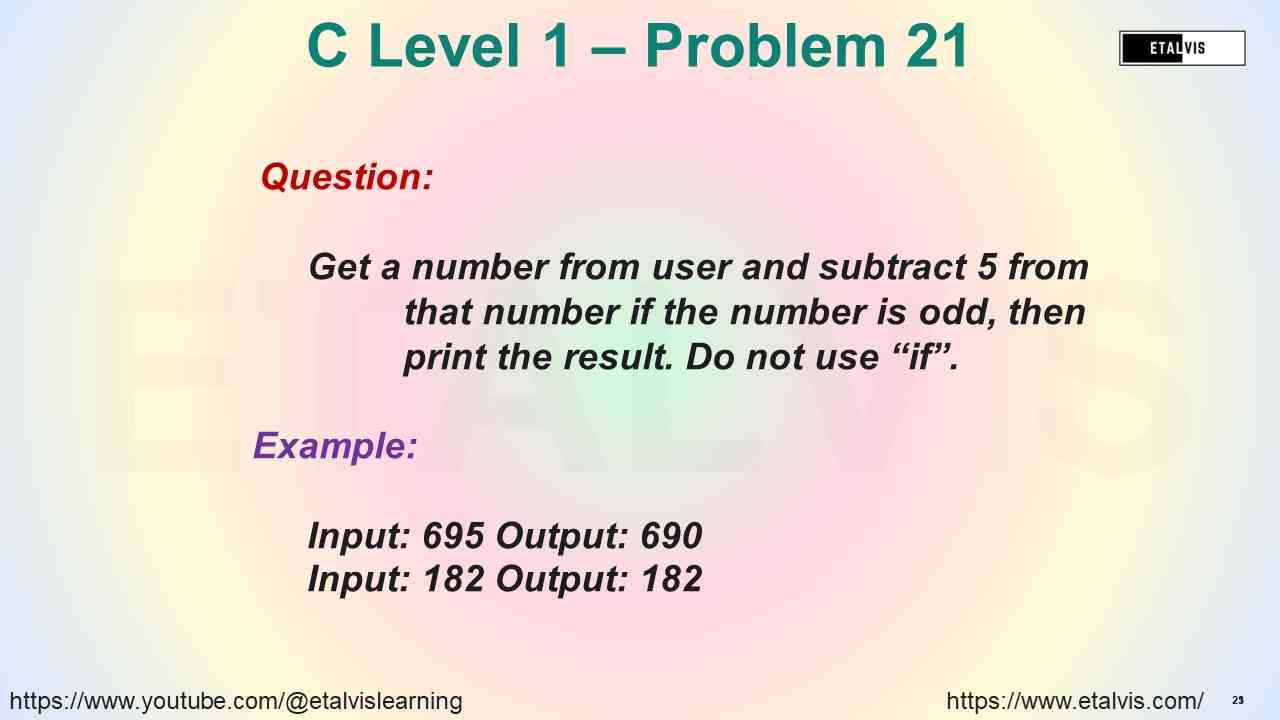 C Level 1 – Problem 21
ETALVIS
Question:
Get a number from user and subtract 5 from
that number if the number is odd, then
print the result. Do not use “if”.
Example:
Input: 695 Output: 690
Input: 182 Output: 182
ETALVIS
https://www.youtube.com/@etalvislearning
https://www.etalvis.com/